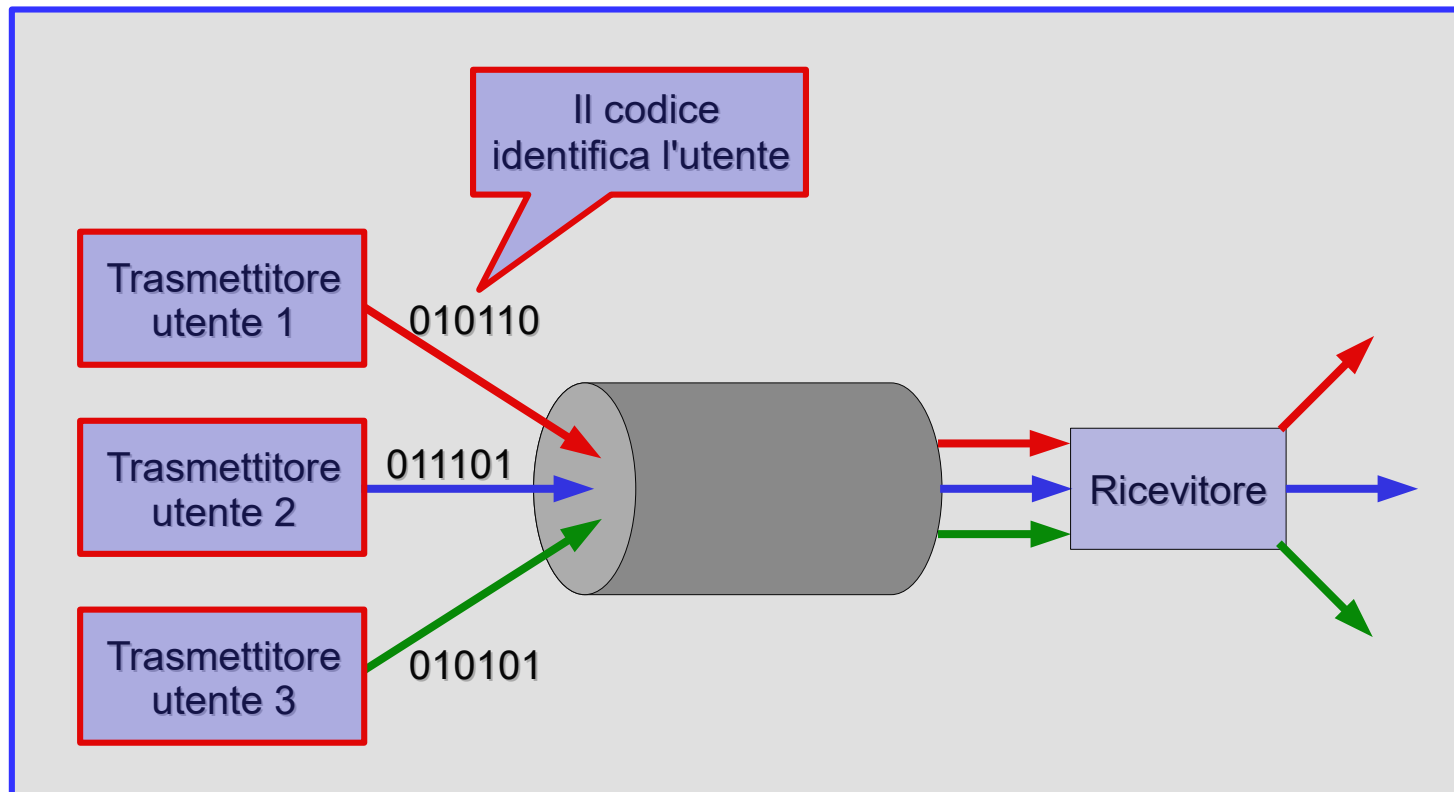 Il codice
identifica l'utente
Trasmettitore
utente 1
010110
Trasmettitore
utente 2
011101
Ricevitore
Trasmettitore
utente 3
010101